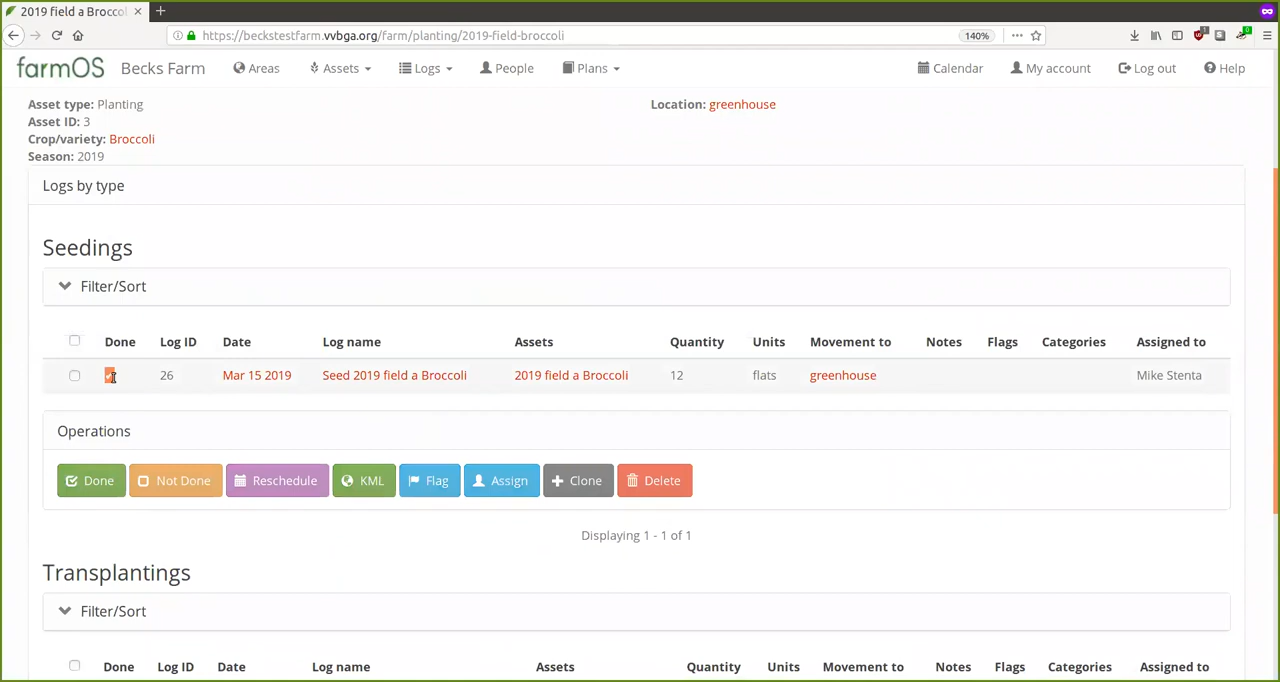 2019 field a Broccol
https://beckstestfarm.vvbga.org/farm/planting/2019-field-broccoli 140%
farmOS Becks Farm Areas Assets Logs People Plans Calendar My account Log out Help
Asset type: Planting Location: greenhouse
Asset ID: 3
Crop/variety: Broccoli
Season: 2019
Logs by type
Seedings
Filter/Sort
Done Log ID Date Log name Assets Quantity Units Movement to Notes Flags Categories Assigned to
26 Mar 15 2019 Seed 2019 field a Broccoli 2019 field a Broccoli 12 flats greenhouse Mike Stenta
Operations
Done Not Done Reschedule KML Flag Assign Clone Delete
Displaying 1 - 1 of 1
Transplantings
Filter/Sort
Done Log ID Date Log name Assets Quantity Units Movement to Notes Flags Categories Assigned to